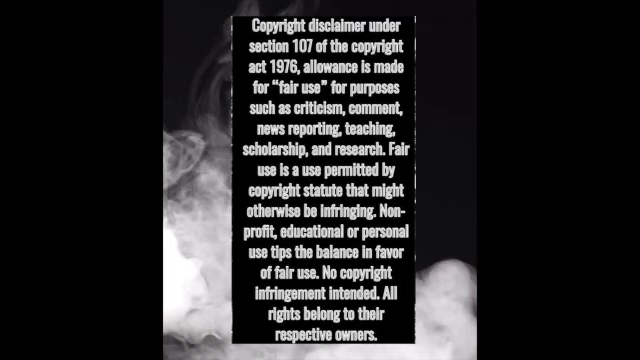 Copyright disclaimer under
section 107 of the copyright
act 1976, allowance is made
for “fair use” for purposes
such as criticism, comment,
news reporting, teaching,
scholarship, and research. Fair
use is a use permitted by
copyright statute that might
otherwise be infringing. Non-
profit, educational or personal
use tips the balance in favor
of fair use. No copyright
infringement intended. All
rights belong to their
respective owners.